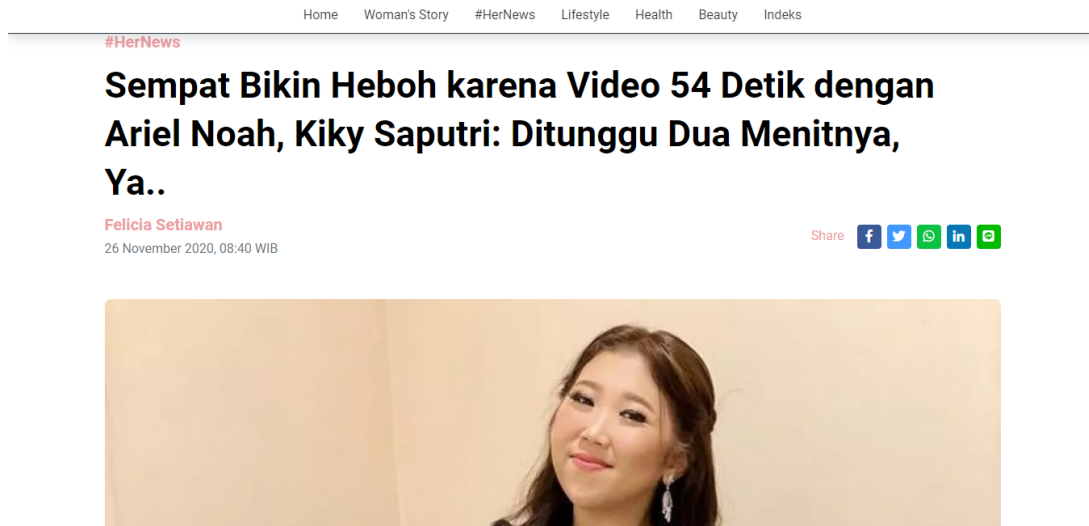 Home Woman's Story #HerNews Lifestyle Health Beauty Indeks
#HerNews
Sempat Bikin Heboh karena Video 54 Detik dengan
Ariel Noah, Kiky Saputri: Ditunggu Dua Menitnya,
Ya..
Felicia Setiawan
26 November 2020, 08:40 WIB
Share